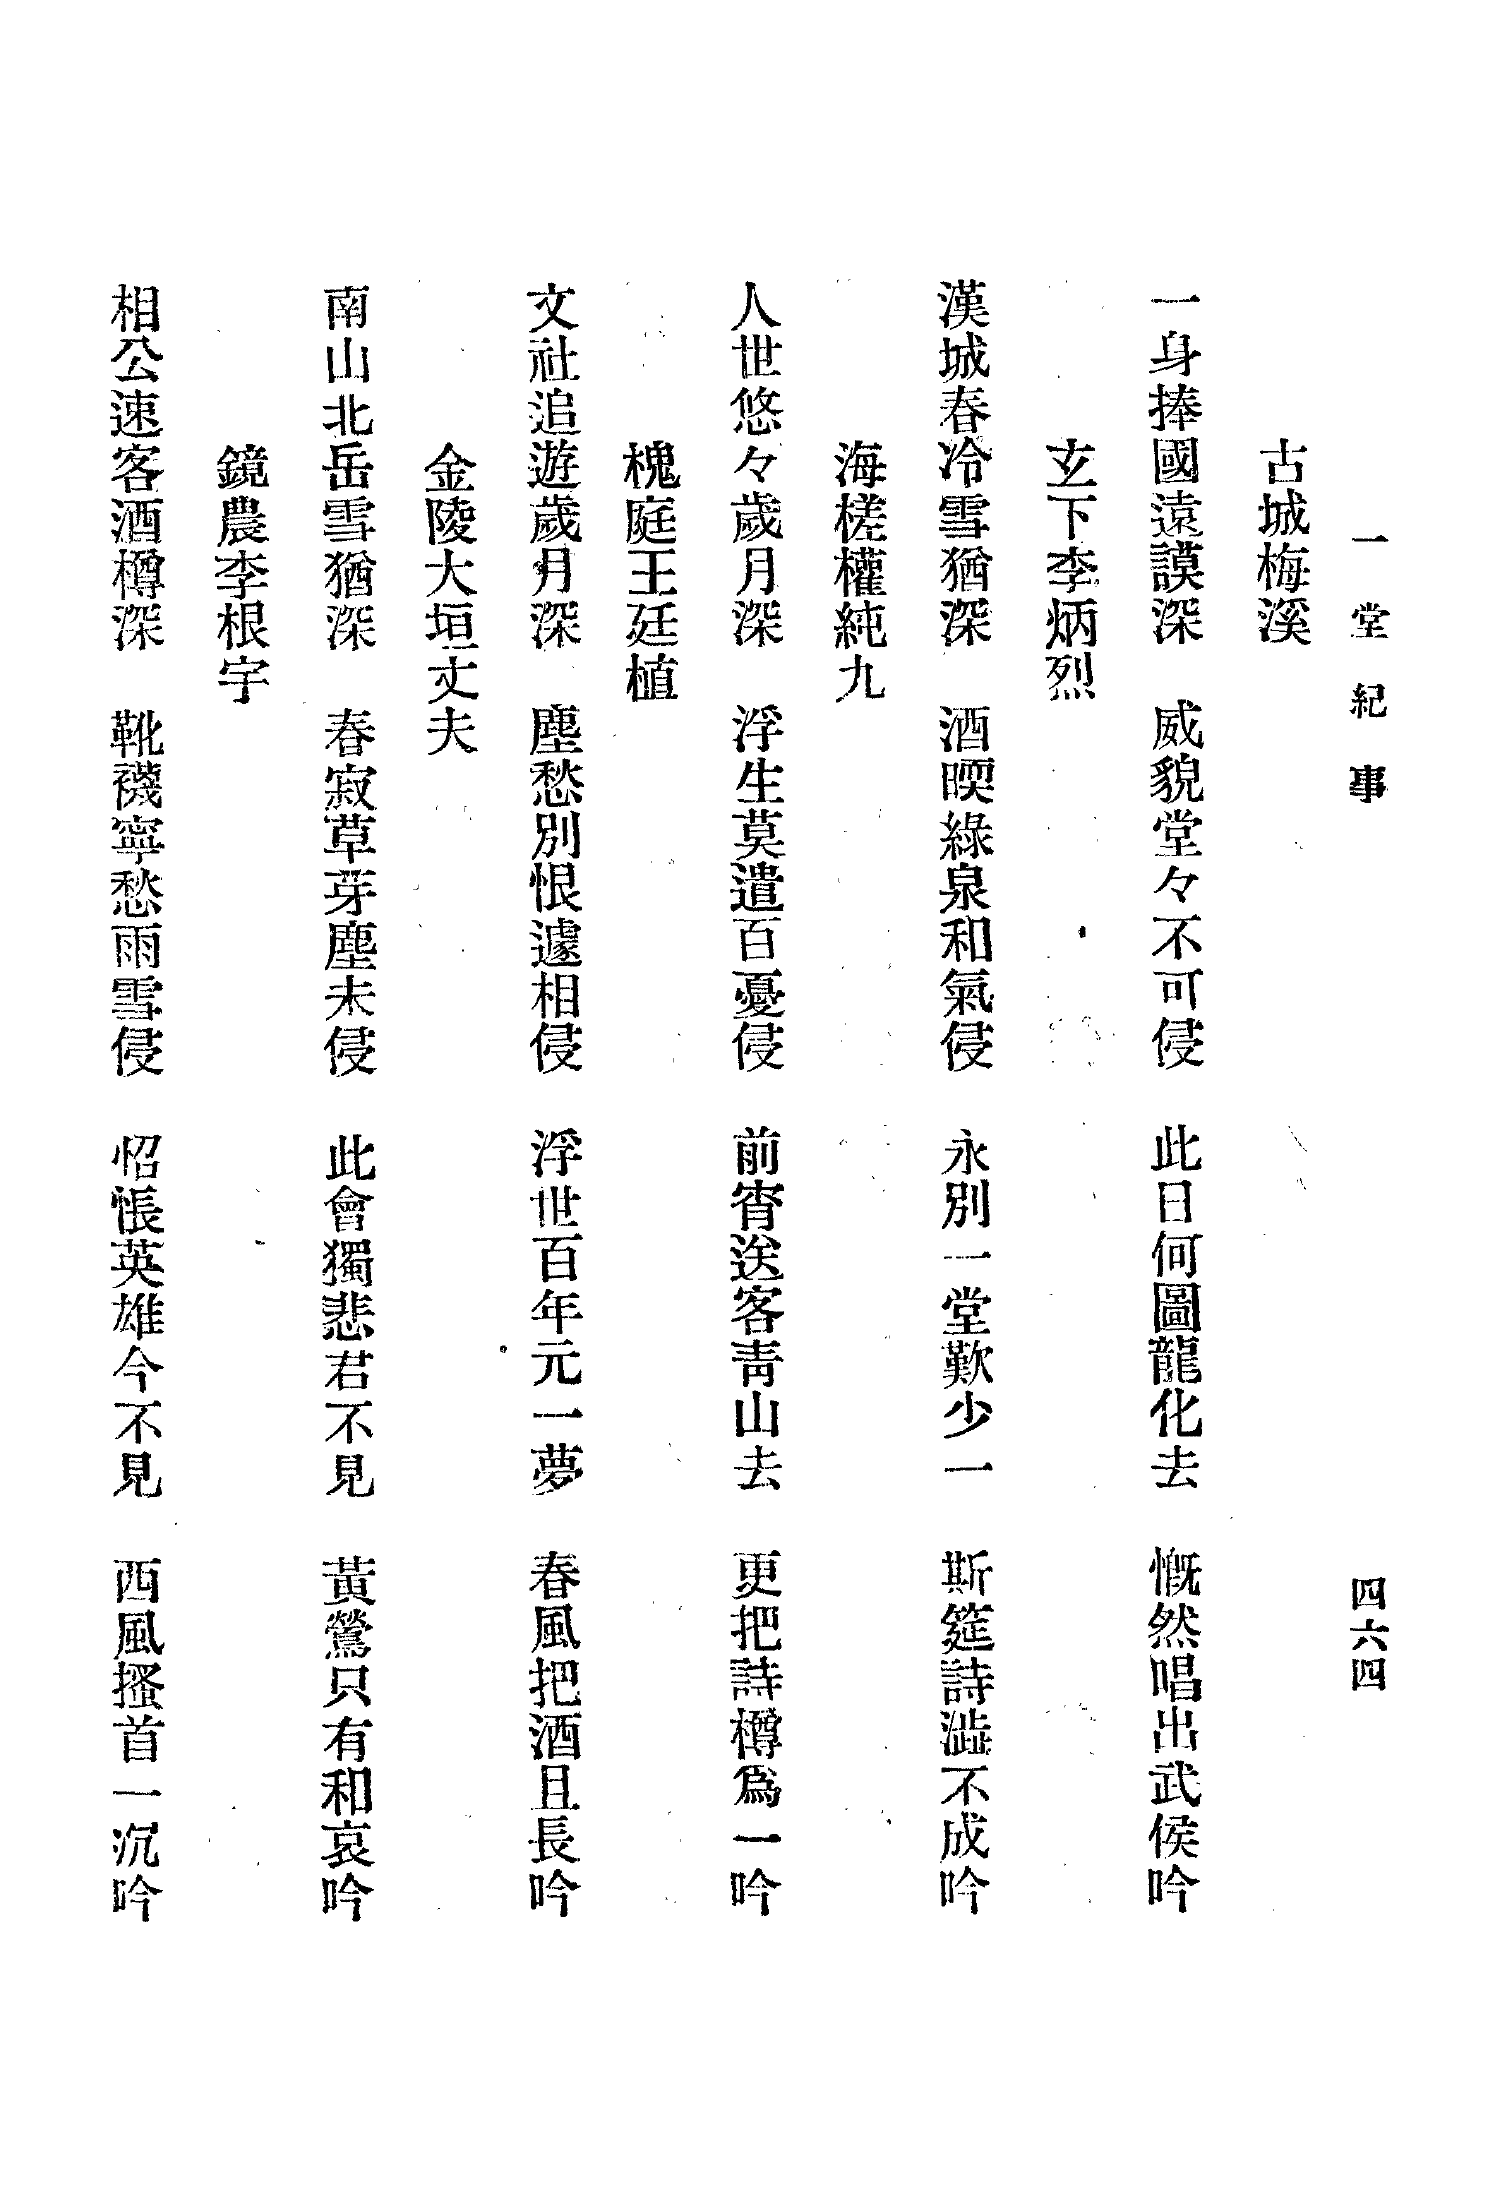 一堂紀事 四六四
古城梅溪
一身捧國遠謨深 威貌堂々不可侵 此日何圖龍化去 慨然唱出武侯吟
玄下李炳烈
漢城春冷雪猶深 酒煗綠泉和氣侵 永別一堂歎少一 斯筵詩澁不成吟
海槎權純九
人世悠々歲月深 浮生莫遣百憂侵 前宵送客靑山去 更把詩樽爲一吟
槐庭王廷植
文社追遊歲月深 塵愁別恨遽相侵 浮世百年元一夢 春風把酒且長吟
金陵大垣丈夫
南山北岳雪猶深 春寂草芽塵未侵 此會獨悲君不見 黃鶯只有和哀吟
鏡農李根宇
相公速客酒樽深 靴襪寧愁雨雪侵 怊悵英雄今不見 西風搔首一沉吟